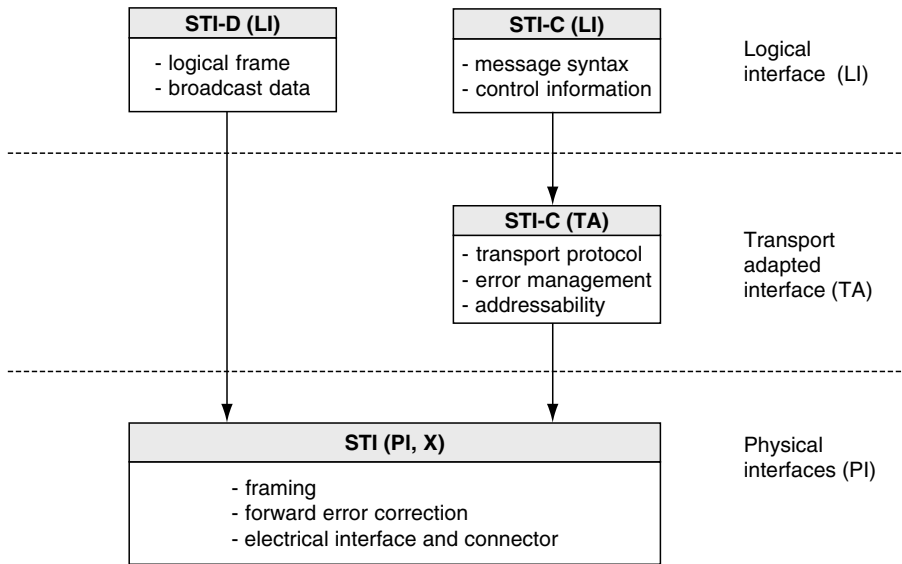 STI-D (LI)
- logical frame
- broadcast data
STI-C (LI)
- message syntax
- control information
Logical
interface (LI)
STI-C (TA)
- transport protocol
- error management
- addressability
Transport
adapted
interface (TA)
STI (PI, X)
- framing
- forward error correction
- electrical interface and connector
Physical
interfaces (PI)